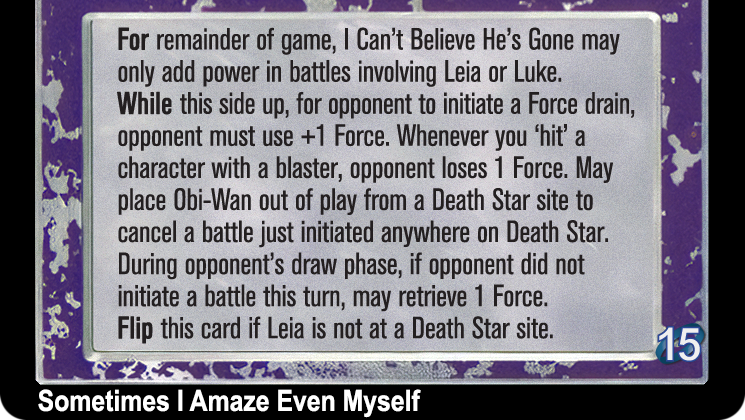 For remainder of game, I Can't Believe He's Gone may
only add power in battles involving Leia or Luke.
While this side up, for opponent to initiate a Force drain,
opponent must use +1 Force. Whenever you ‘hit’ a
character with a blaster, opponent loses 1 Force. May
place Obi-Wan out of play from a Death Star site to
cancel a battle just initiated anywhere on Death Star.
During opponent's draw phase, if opponent did not
initiate a battle this turn, may retrieve 1 Force.
Flip this card if Leia is not at a Death Star site.
15
Sometimes I Amaze Even Myself